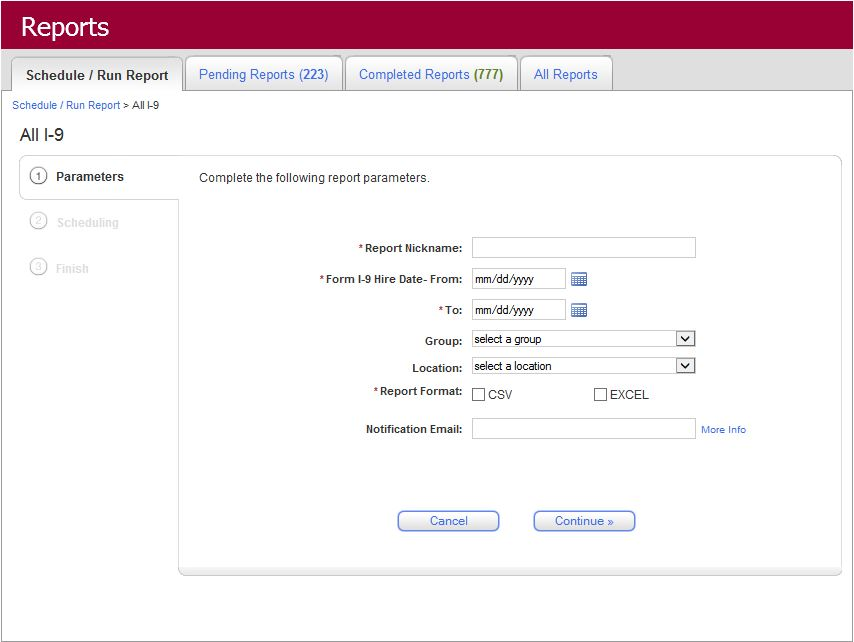 Reports
Schedule / Run Report Pending Reports (223) Completed Reports (777) All Reports
Schedule / Run Report > All I-9
All I-9
1 Parameters
2 Scheduling
3 Finish
Complete the following report parameters.
*Report Nickname:
*Form I-9 Hire Date- From: mm/dd/yyyy
*To: mm/dd/yyyy
Group: select a group
Location: select a location
*Report Format: CSV EXCEL
Notification Email: More Info
Cancel Continue »